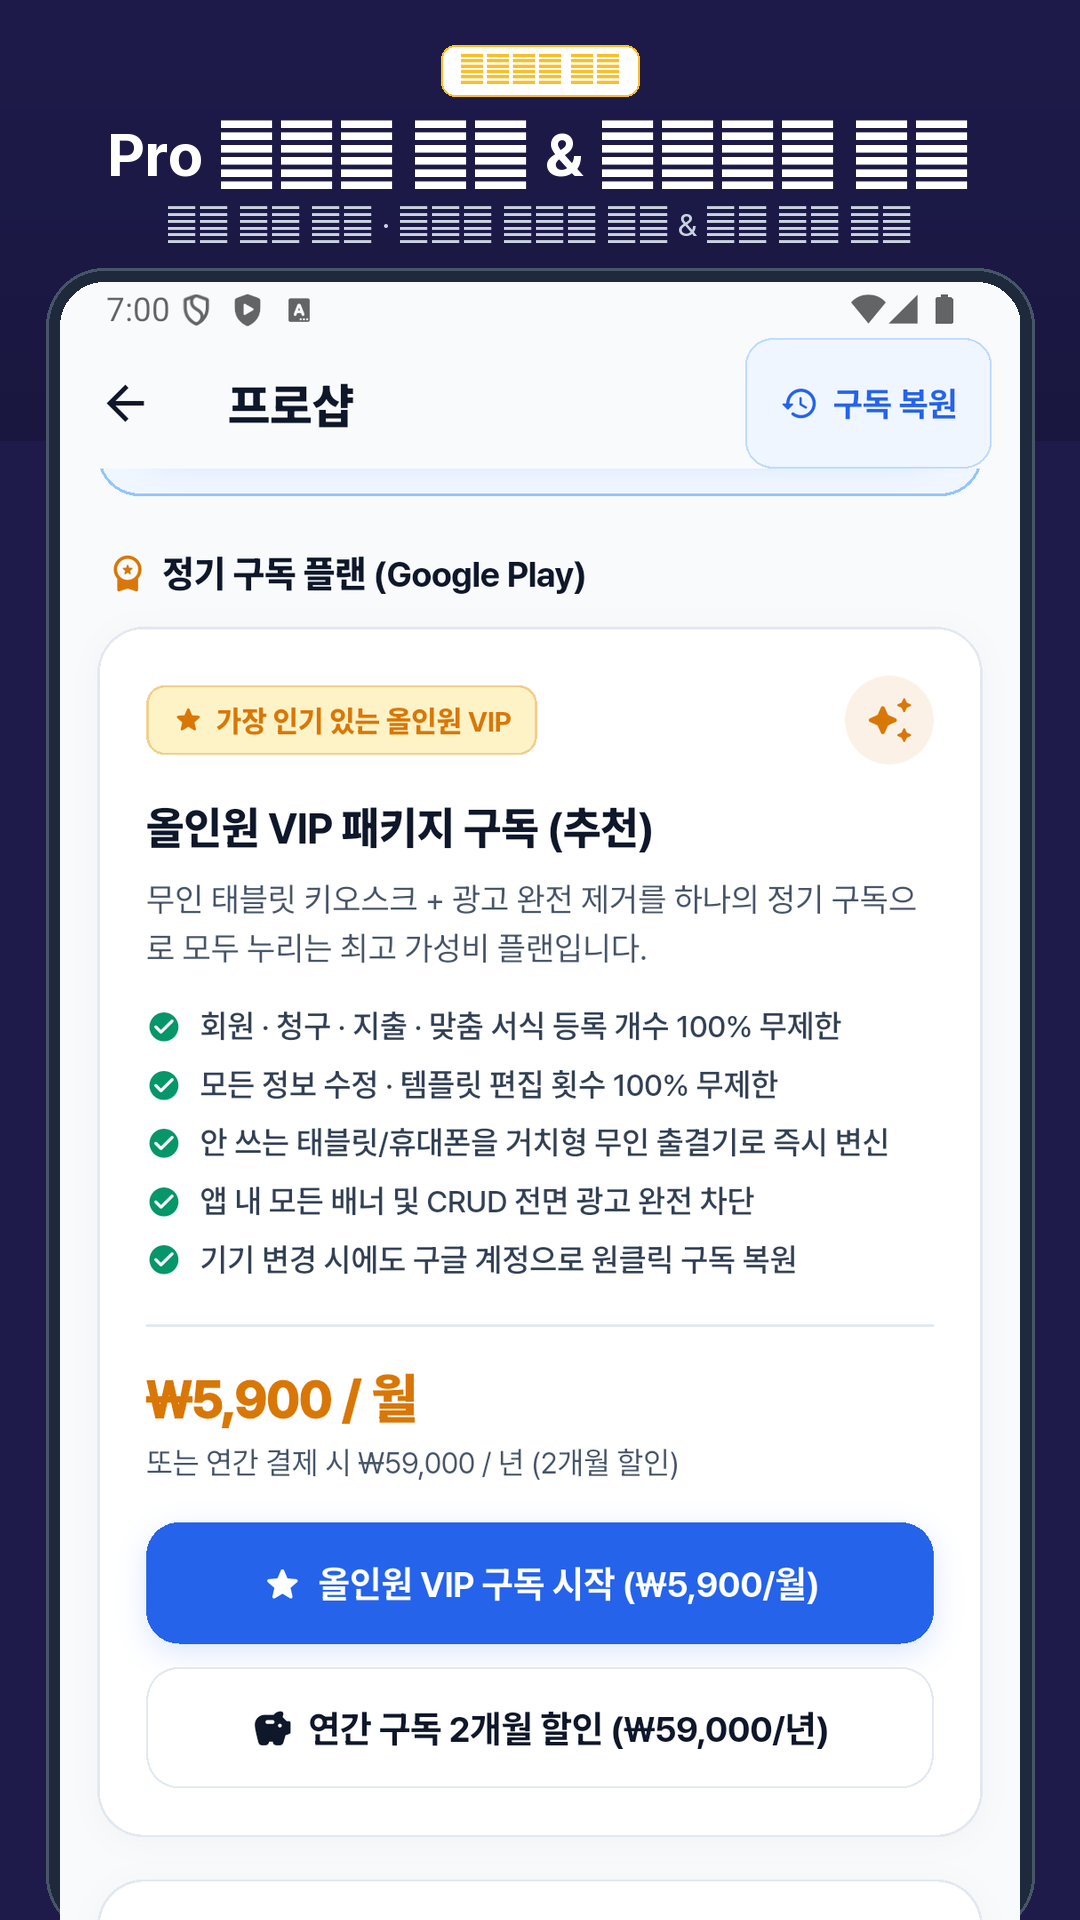 Pro &
· &
7:00
프로샵
구독 복원
정기 구독 플랜 (Google Play)
가장 인기 있는 올인원 VIP
올인원 VIP 패키지 구독 (추천)
무인 태블릿 키오스크 + 광고 완전 제거를 하나의 정기 구독으
로 모두 누리는 최고 가성비 플랜입니다.
회원 · 청구 · 지출 · 맞춤 서식 등록 개수 100% 무제한
모든 정보 수정 · 템플릿 편집 횟수 100% 무제한
안 쓰는 태블릿/휴대폰을 거치형 무인 출결기로 즉시 변신
앱 내 모든 배너 및 CRUD 전면 광고 완전 차단
기기 변경 시에도 구글 계정으로 원클릭 구독 복원
₩5,900 / 월
또는 연간 결제 시 ₩59,000 / 년 (2개월 할인)
올인원 VIP 구독 시작 (₩5,900/월)
연간 구독 2개월 할인 (₩59,000/년)